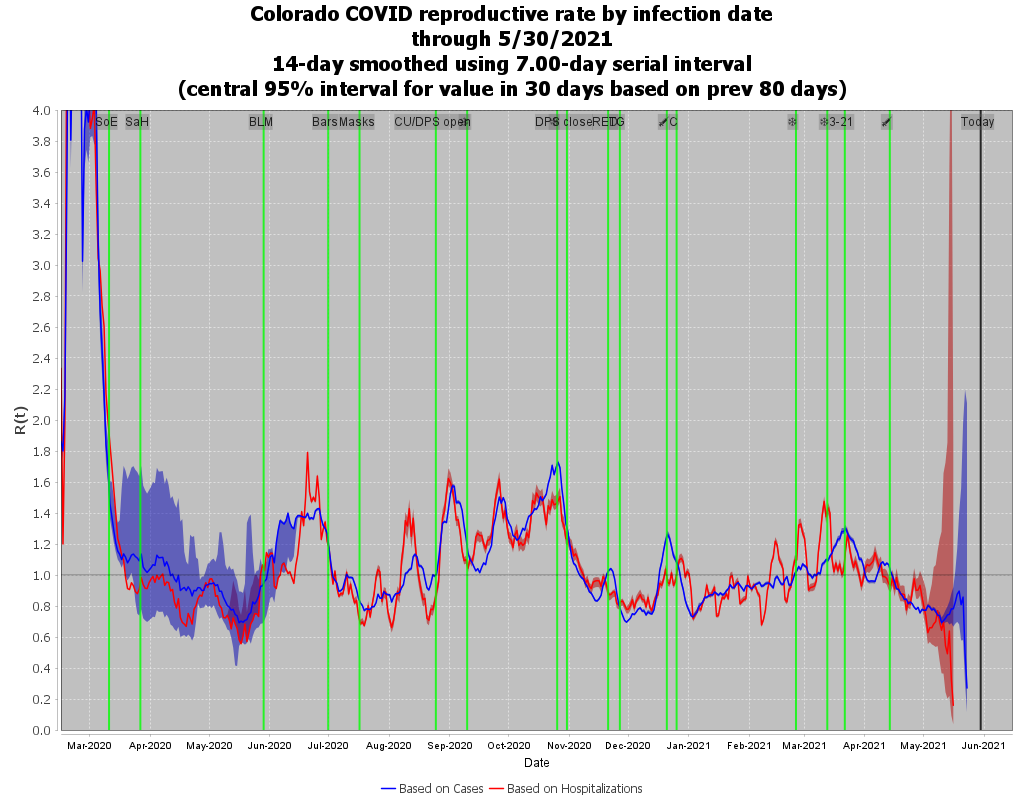 Colorado COVID reproductive rate by infection date
through 5/30/2021
14-day smoothed using 7.00-day serial interval
(central 95% interval for value in 30 days based on prev 80 days)
SoE SaH BLM Bars Masks CU/DPS open DPS close RETG C 3-21 Today
4.0
3.8
3.6
3.4
3.2
3.0
2.8
2.6
2.4
2.2
2.0
1.8
1.6
1.4
1.2
1.0
0.8
0.6
0.4
0.2
0.0
R(t)
Mar-2020 Apr-2020 May-2020 Jun-2020 Jul-2020 Aug-2020 Sep-2020 Oct-2020 Nov-2020 Dec-2020 Jan-2021 Feb-2021 Mar-2021 Apr-2021 May-2021 Jun-2021
Date
Based on Cases Based on Hospitalizations